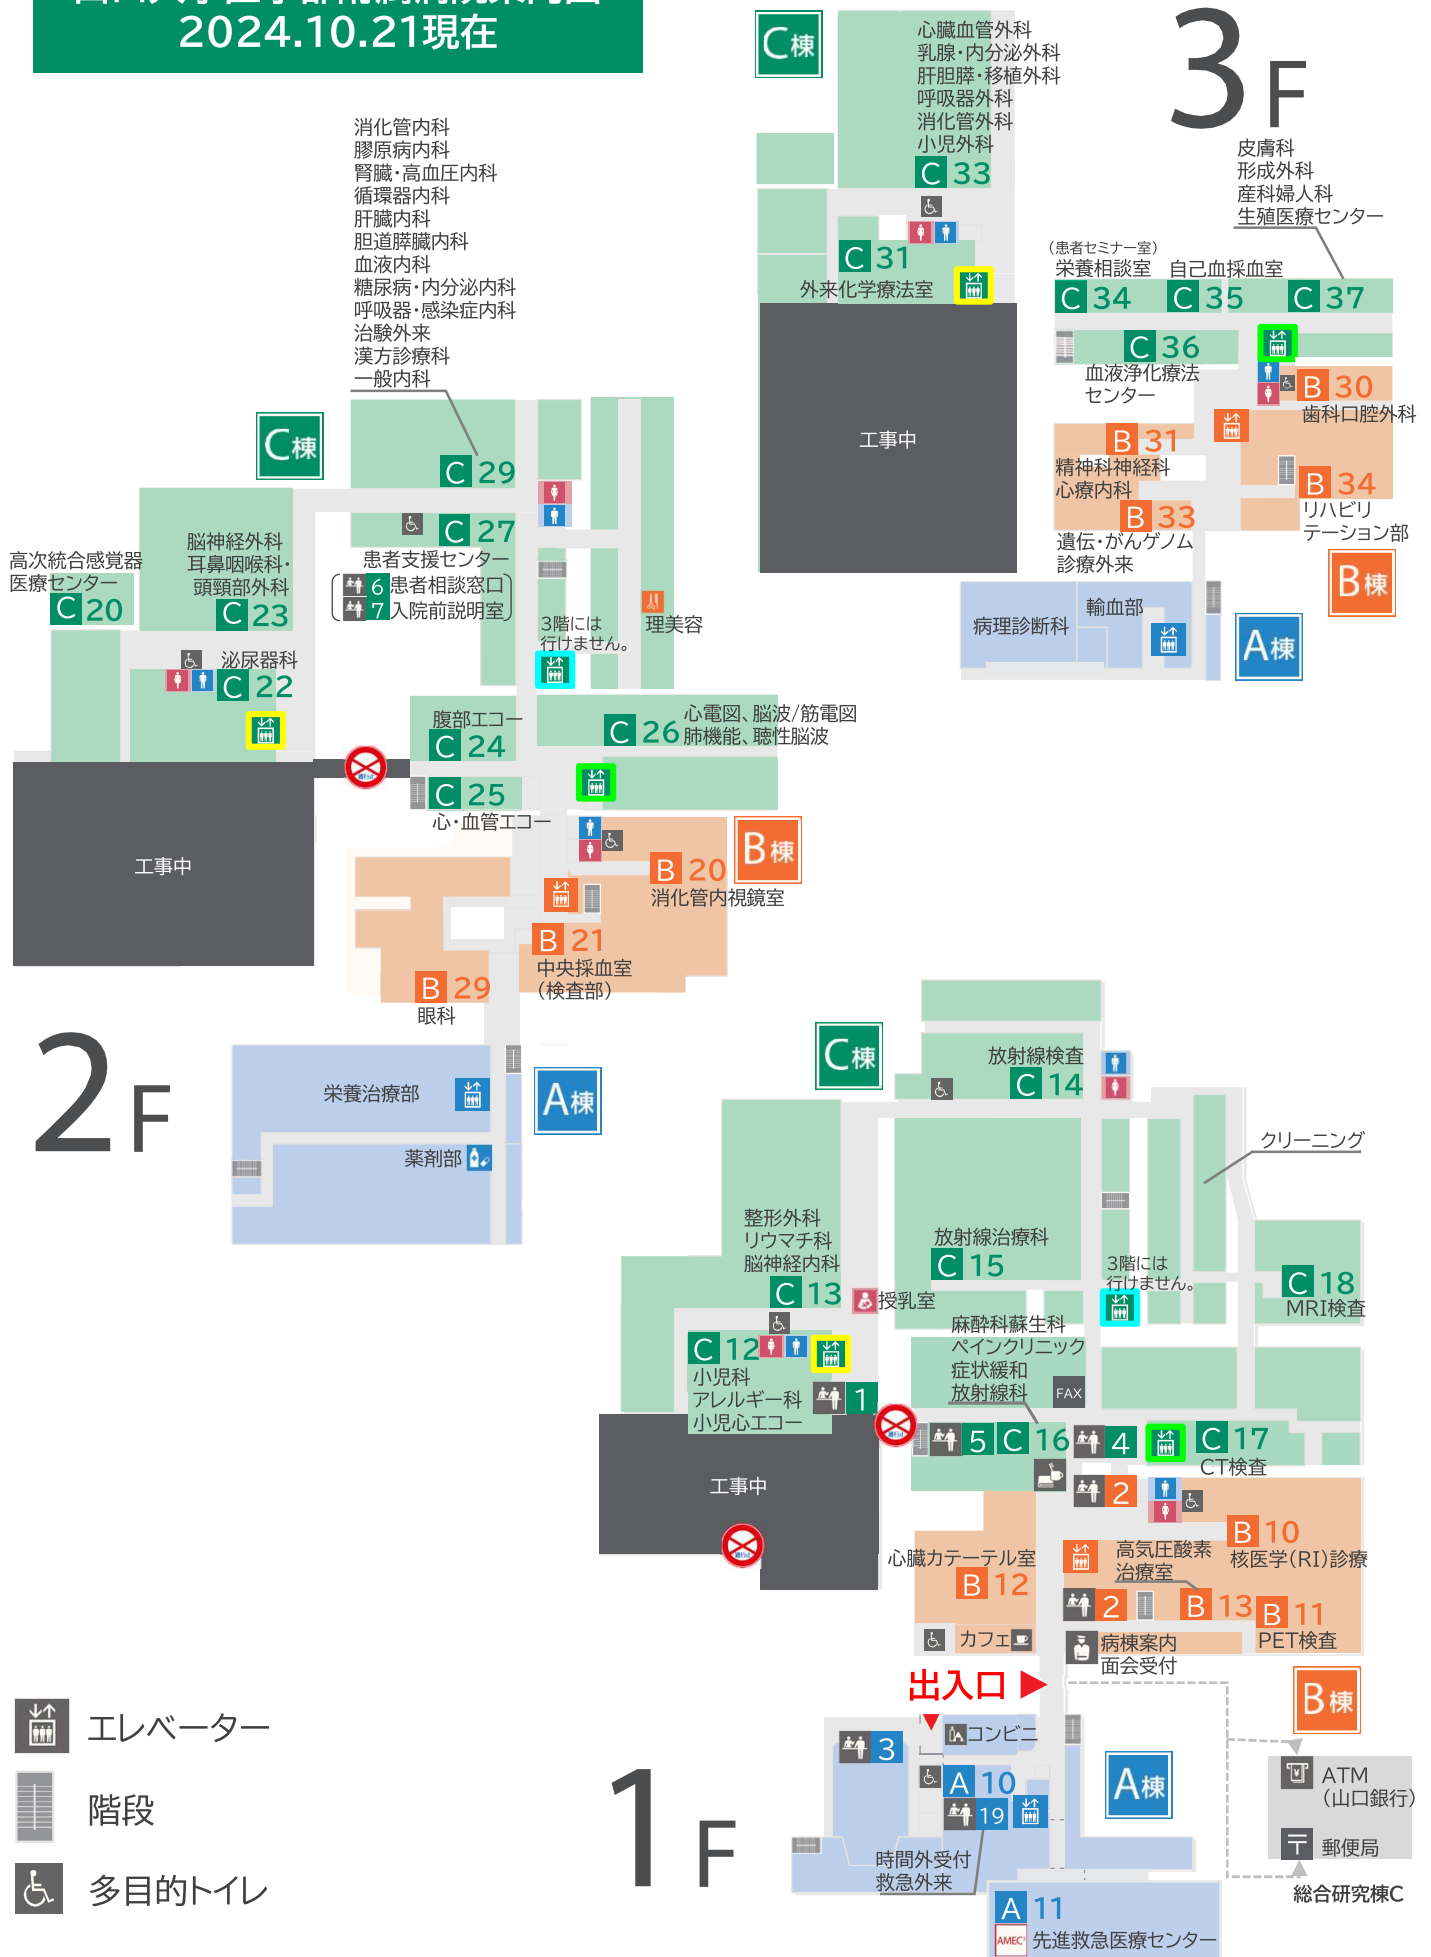 2024.10.21現在
3F
C棟
心臓血管外科
乳腺・内分泌外科
肝胆膵・移植外科
呼吸器外科
消化管外科
小児外科
C 33
C 31
外来化学療法室
工事中
皮膚科
形成外科
産科婦人科
生殖医療センター
(患者セミナー室)
栄養相談室
自己血採血室
C 34
C 35
C 37
C 36
血液浄化療法
センター
B 30
歯科口腔外科
B 31
精神科神経科
心療内科
B 34
リハビリ
テーション部
B 33
遺伝・がんゲノム
診療外来
B棟
病理診断科
輸血部
A棟
消化管内科
膠原病内科
腎臓・高血圧内科
循環器内科
肝臓内科
胆道膵臓内科
血液内科
糖尿病・内分泌内科
呼吸器・感染症内科
治験外来
漢方診療科
一般内科
C棟
C 29
C 27
患者支援センター
6 患者相談窓口
7 入院前説明室
高次統合感覚器
医療センター
C 20
脳神経外科
耳鼻咽喉科・
頭頸部外科
C 23
泌尿器科
C 22
3階には
行けません。
理美容
腹部エコー
C 24
C 26
心電図、脳波/筋電図
肺機能、聴性脳波
C 25
心・血管エコー
工事中
B棟
B 20
消化管内視鏡室
B 21
中央採血室
(検査部)
B 29
眼科
2F
栄養治療部
A棟
薬剤部
C棟
放射線検査
C 14
クリーニング
整形外科
リウマチ科
脳神経内科
C 13
授乳室
放射線治療科
C 15
3階には
行けません。
C 18
MRI検査
C 12
小児科
アレルギー科
小児心エコー
1
麻酔科蘇生科
ペインクリニック
症状緩和
放射線科
FAX
5
C 16
4
C 17
CT検査
2
工事中
B 10
核医学(RI)診療
心臓カテーテル室
B 12
高気圧酸素
治療室
2
B 13
B 11
PET検査
カフェ
病棟案内
面会受付
出入口
B棟
コンビニ
3
A 10
19
A棟
時間外受付
救急外来
A 11
AMEC³
先進救急医療センター
ATM
(山口銀行)
郵便局
総合研究棟C
1F
エレベーター
階段
多目的トイレ